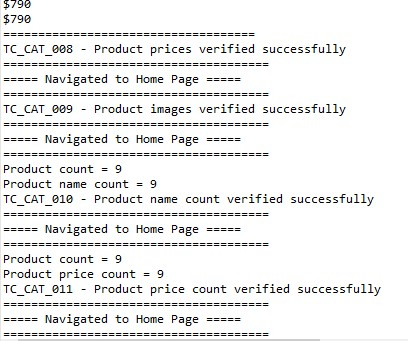 $790
$790
====================================
TC_CAT_008 - Product prices verified successfully
======================================
===== Navigated to Home Page =====
======================================
TC_CAT_009 - Product images verified successfully
======================================
===== Navigated to Home Page =====
======================================
Product count = 9
Product name count = 9
TC_CAT_010 - Product name count verified successfully
======================================
===== Navigated to Home Page =====
======================================
Product count = 9
Product price count = 9
TC_CAT_011 - Product price count verified successfully
======================================
===== Navigated to Home Page =====
======================================